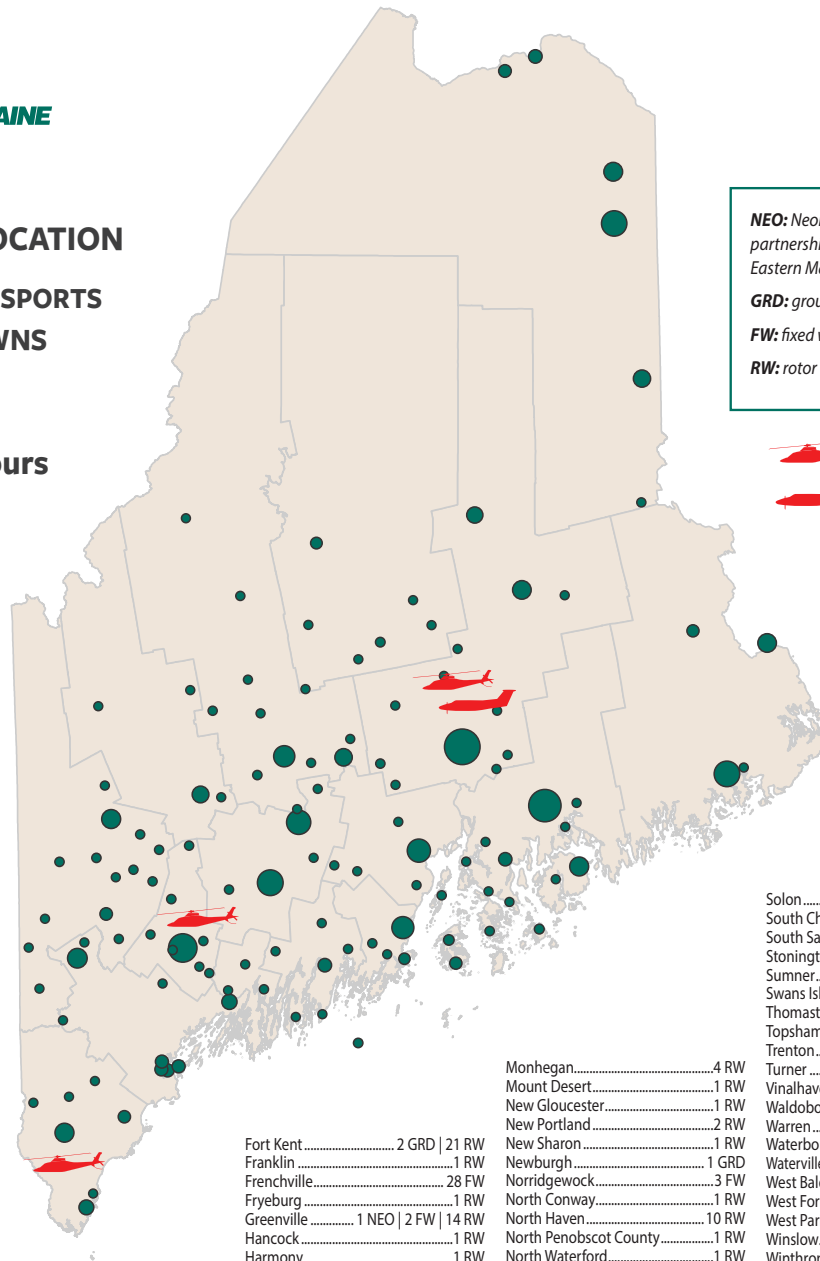 AINE
OCATION
SPORTS
WNS
ours
NEO: Neo
partnersh
Eastern M
GRD: grou
FW: fixed
RW: rotor
Fort Kent 2 GRD | 21 RW
Franklin 1 RW
Frenchville 28 FW
Fryeburg 1 RW
Greenville 1 NEO | 2 FW | 14 RW
Hancock 1 RW
Harmony 1 RW
Monhegan 4 RW
Mount Desert 1 RW
New Gloucester 1 RW
New Portland 2 RW
New Sharon 1 RW
Newburgh 1 GRD
Norridgewock 3 FW
North Conway 1 RW
North Haven 10 RW
North Penobscot County 1 RW
North Waterford 1 RW
Solon
South Ch
South Sa
Stoningt
Sumner
Swans Isl
Thomast
Topsham
Trenton
Turner
Vinalhav
Waldobo
Warren
Waterbo
Waterville
West Bal
West For
West Par
Winslow
Winthrop